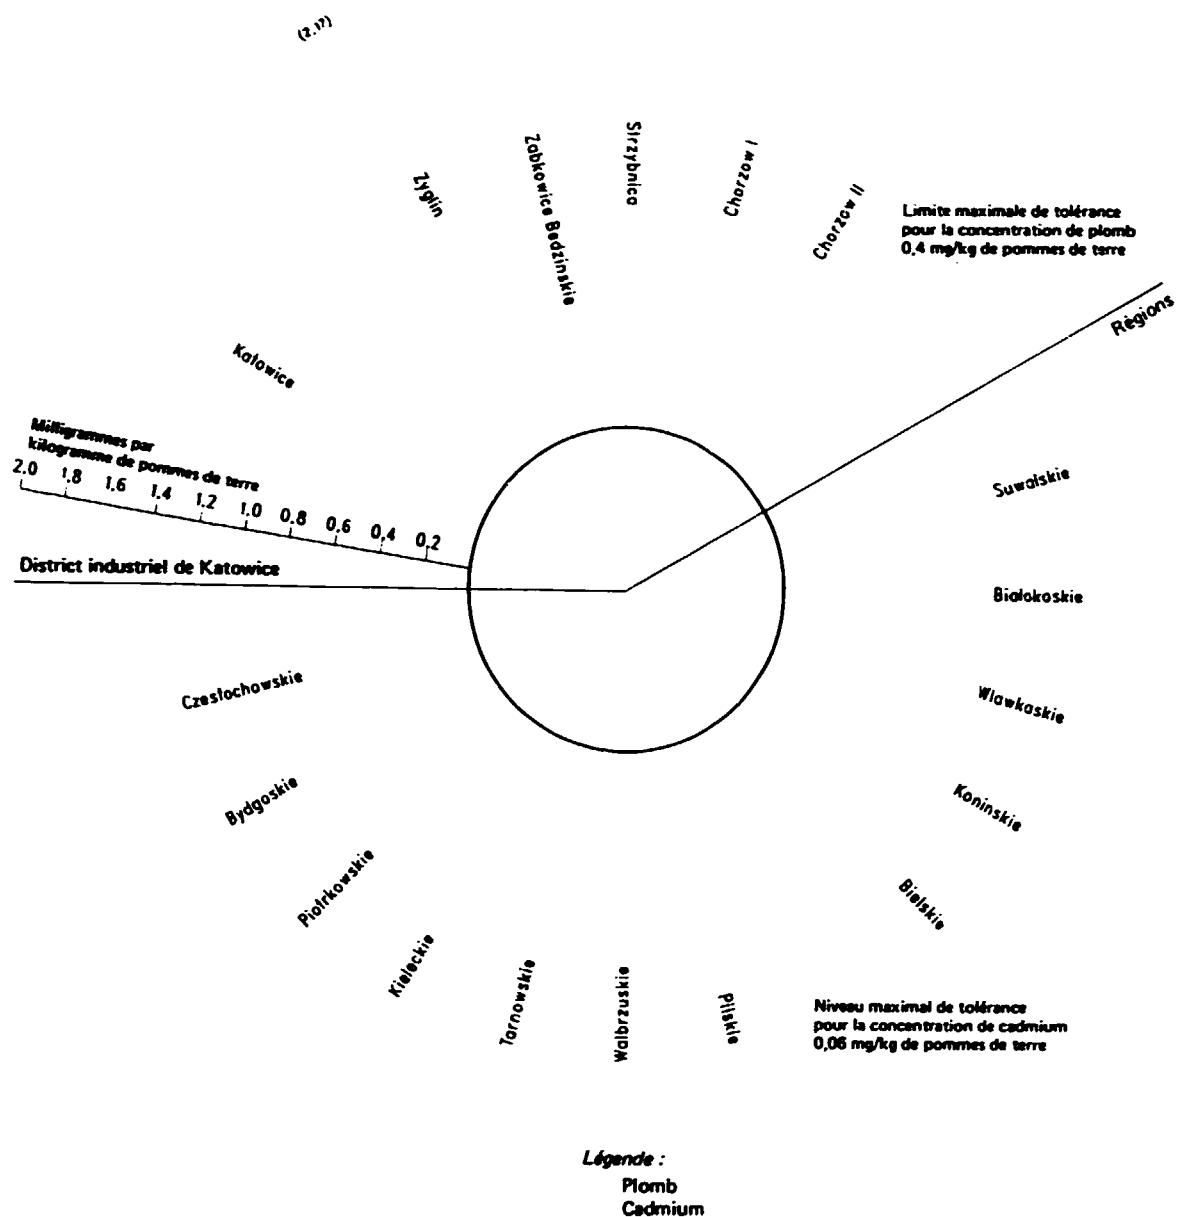 (2,17)
Strzybnica
Zabkowice Bedzinskie
Chorzow I
Zyglin
Chorzow II
Limite maximale de tolérance
pour la concentration de plomb
0,4 mg/kg de pommes de terre
Régions
Katowice
Milligrammes par
kilogramme de pommes de terre
2.0 1.8 1.6 1.4 1.2 1.0 0.8 0.6 0,4 0.2
District industriel de Katowice
Suwalskie
Białokoskie
Wlawkaskie
Koninskie
Bielskie
Częstochowskie
Bydgoskie
Piotrkowskie
Kieleckie
Tarnowskie
Walbrzuskie
Pilskie
Niveau maximal de tolérance
pour la concentration de cadmium
0,06 mg/kg de pommes de terre
Légende :
Plomb
Cadmium